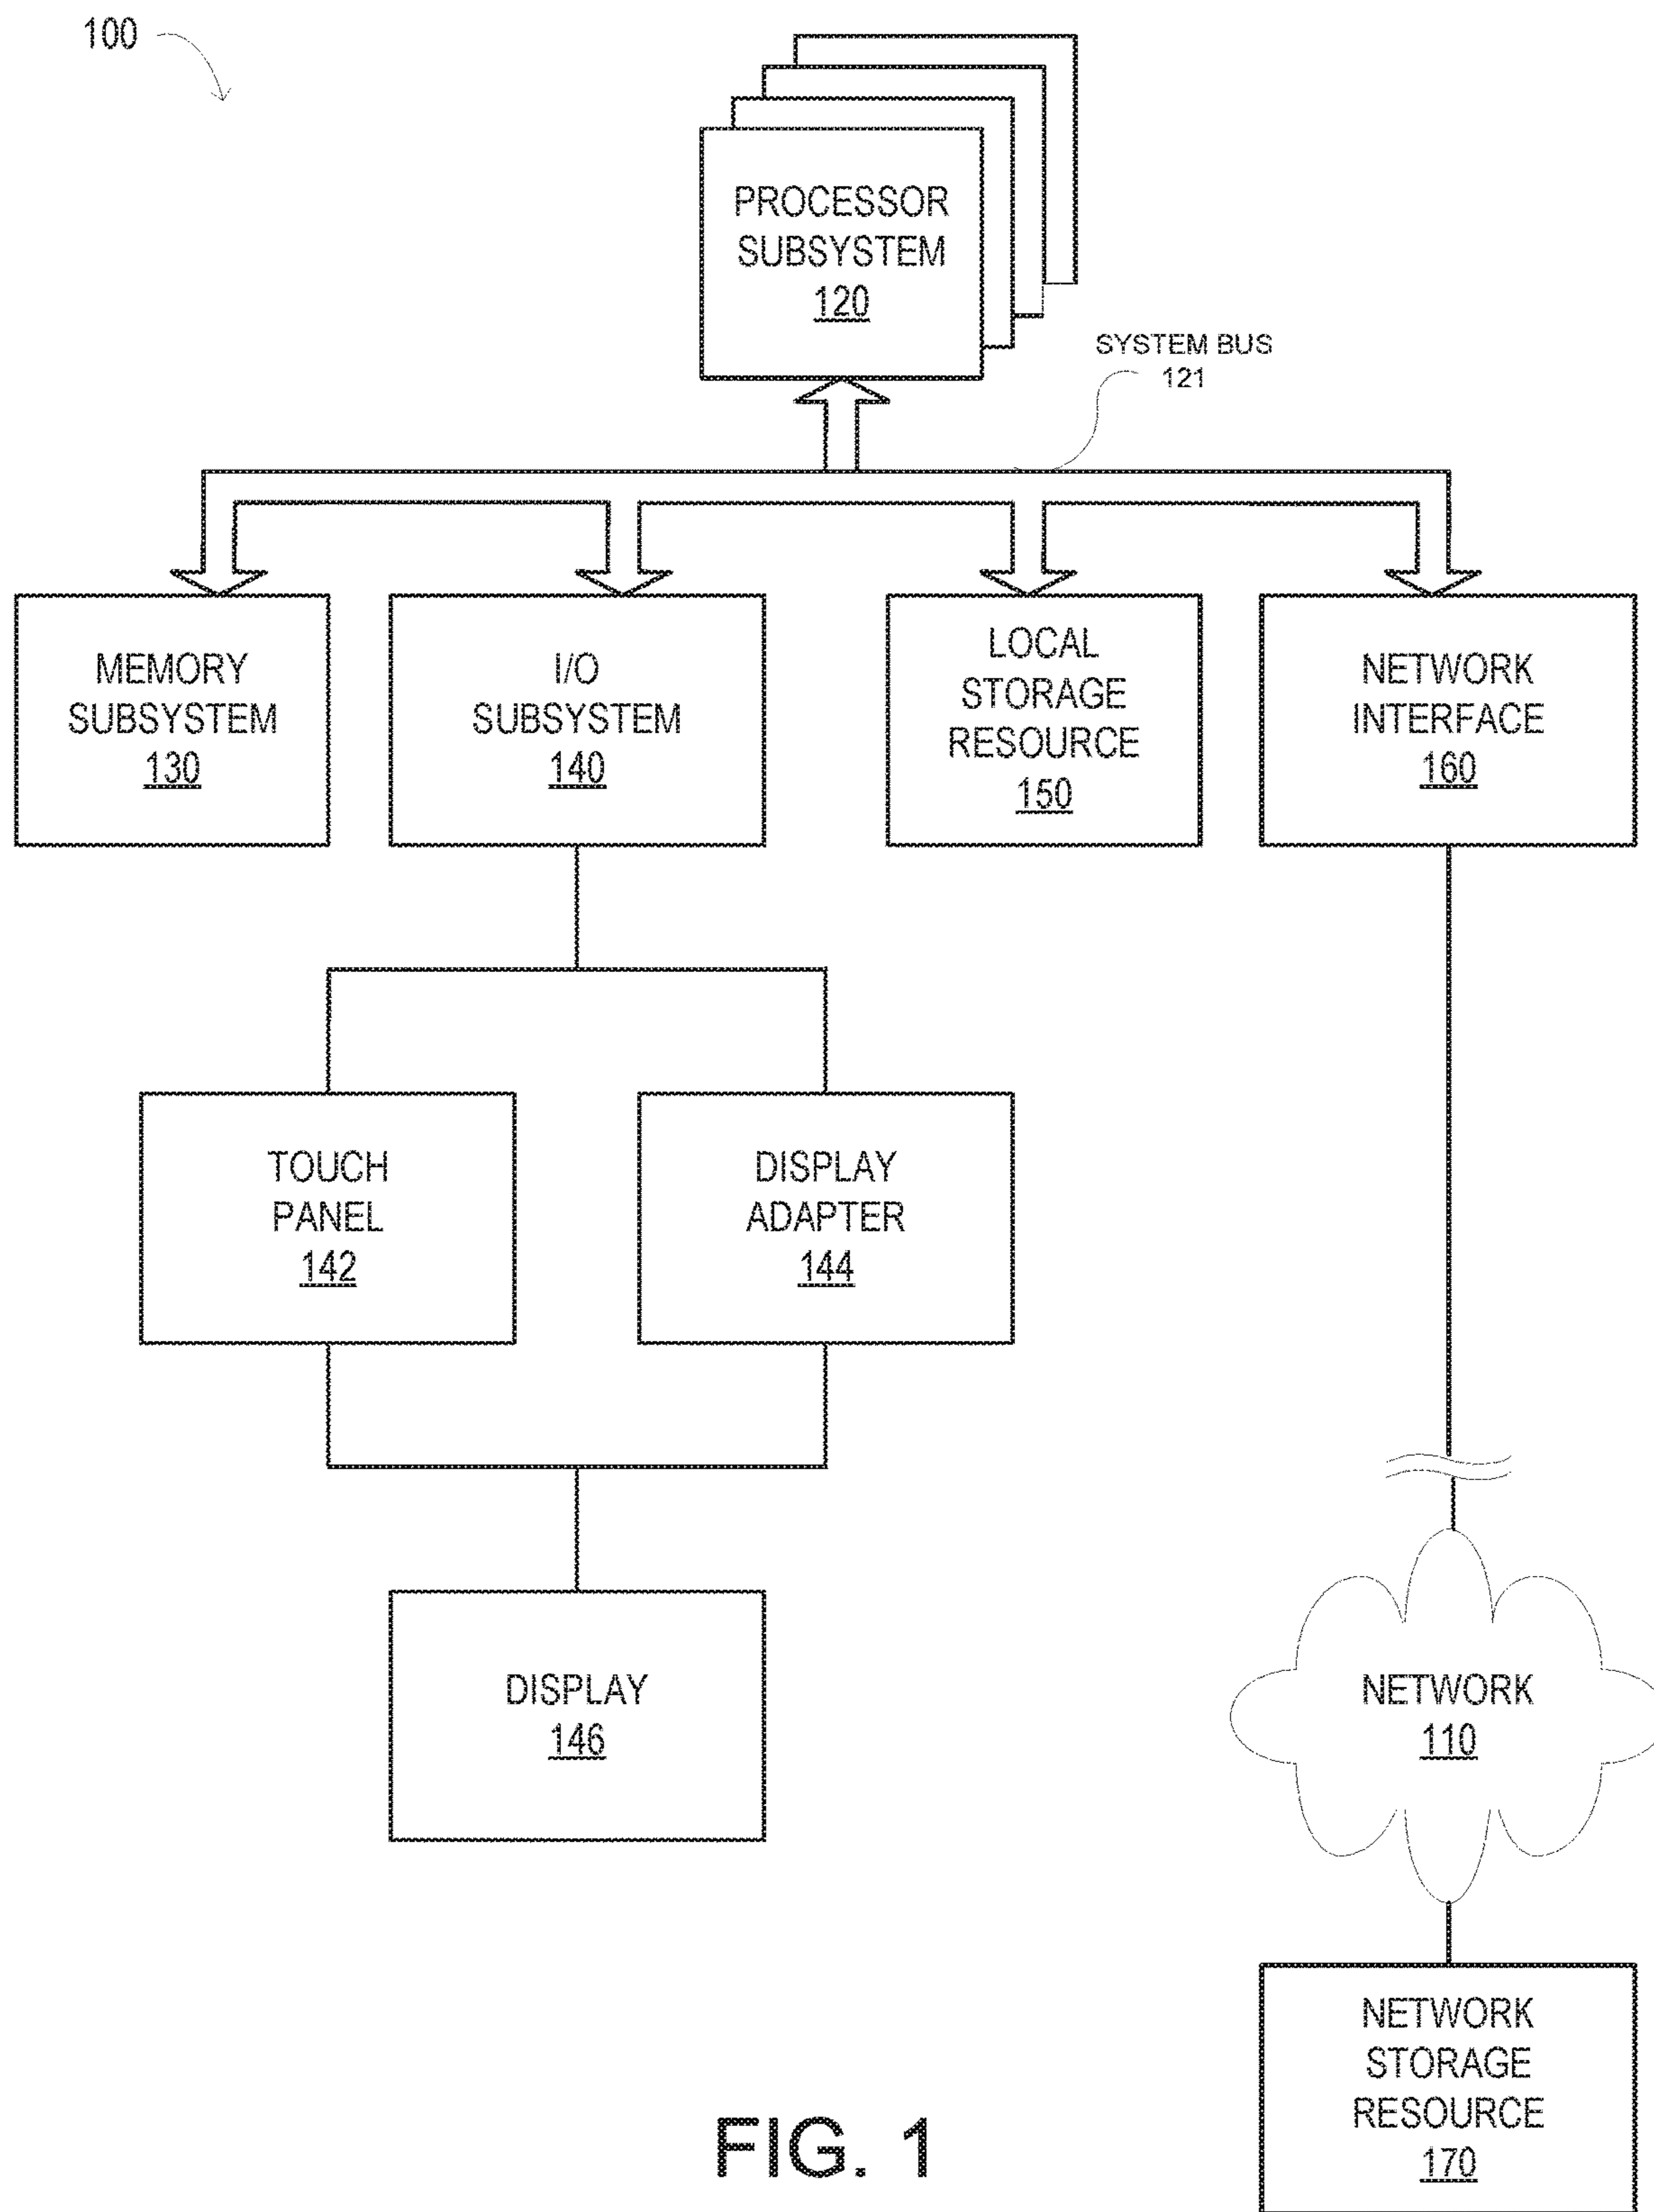 100
PROCESSOR
SUBSYSTEM
120
SYSTEM BUS
121
MEMORY
SUBSYSTEM
130
I/O
SUBSYSTEM
140
LOCAL
STORAGE
RESOURCE
150
NETWORK
INTERFACE
160
TOUCH
PANEL
142
DISPLAY
ADAPTER
144
DISPLAY
146
NETWORK
110
NETWORK
STORAGE
RESOURCE
170
FIG. 1